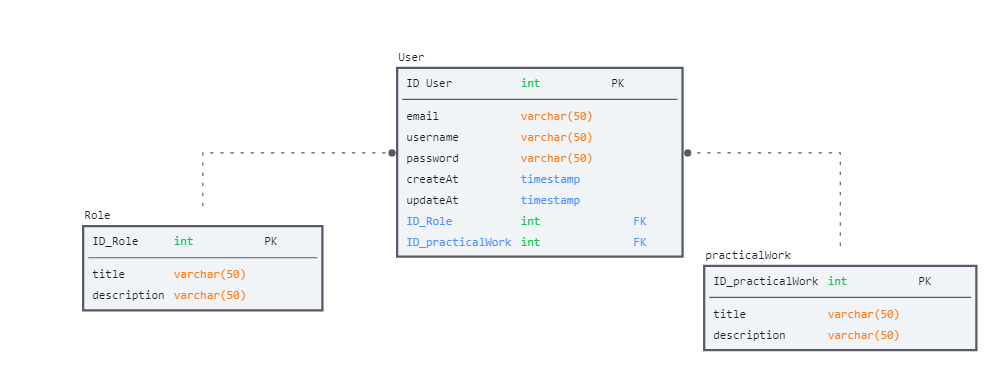 User
ID User int PK
email varchar(50)
username varchar(50)
password varchar(50)
createAt timestamp
updateAt timestamp
ID_Role int FK
ID_practicalWork int FK
Role
ID_Role int PK
title varchar(50)
description varchar(50)
practicalWork
ID_practicalWork int PK
title varchar(50)
description varchar(50)